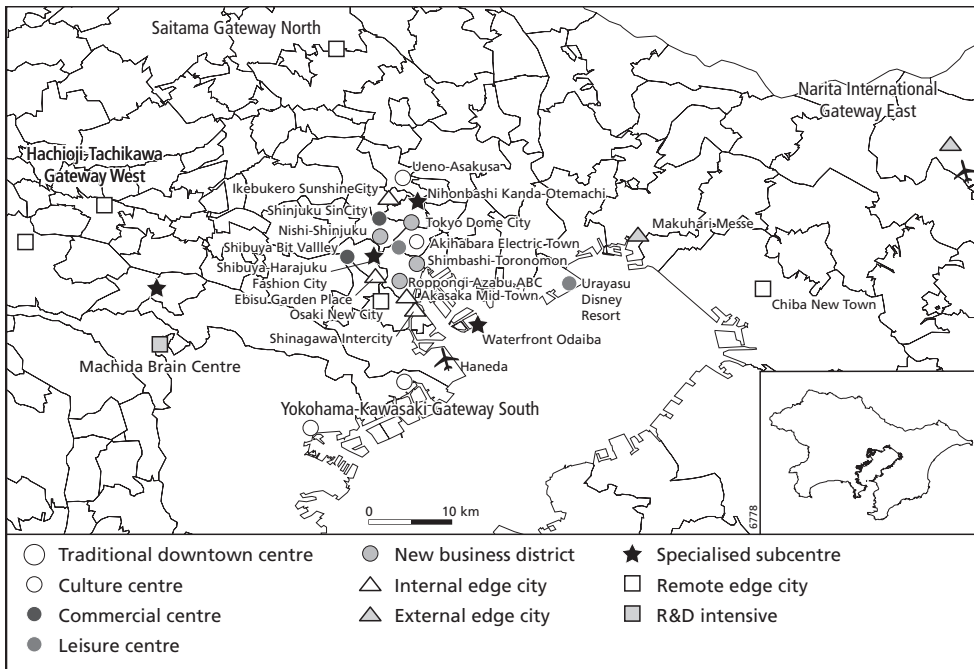 Saitama Gateway North
Narita International
Gateway East
Hachioji-Tachikawa
Gateway West
Ueno-Asakusa
Ikebukero SunshineCity
Nihonbashi Kanda-Otemachi
Shinjuku SinCity
Tokyo Dome City
Makuhari-Messe
Nishi-Shinjuku
Akihabara Electric Town
Shibuya Bit Vallley
Shimbashi-Toronomon
Shibuya-Harajuku
Fashion City
Roppongi-Azabu ABC
Urayasu
Disney
Resort
Ebisu Garden Place
Akasaka Mid-Town
Chiba New Town
Osaki New City
Shinagawa Intercity
Waterfront Odaiba
Machida Brain Centre
Haneda
Yokohama-Kawasaki Gateway South
0 10 km
6778
Traditional downtown centre
Culture centre
Commercial centre
Leisure centre
New business district
Internal edge city
External edge city
Specialised subcentre
Remote edge city
R&D intensive